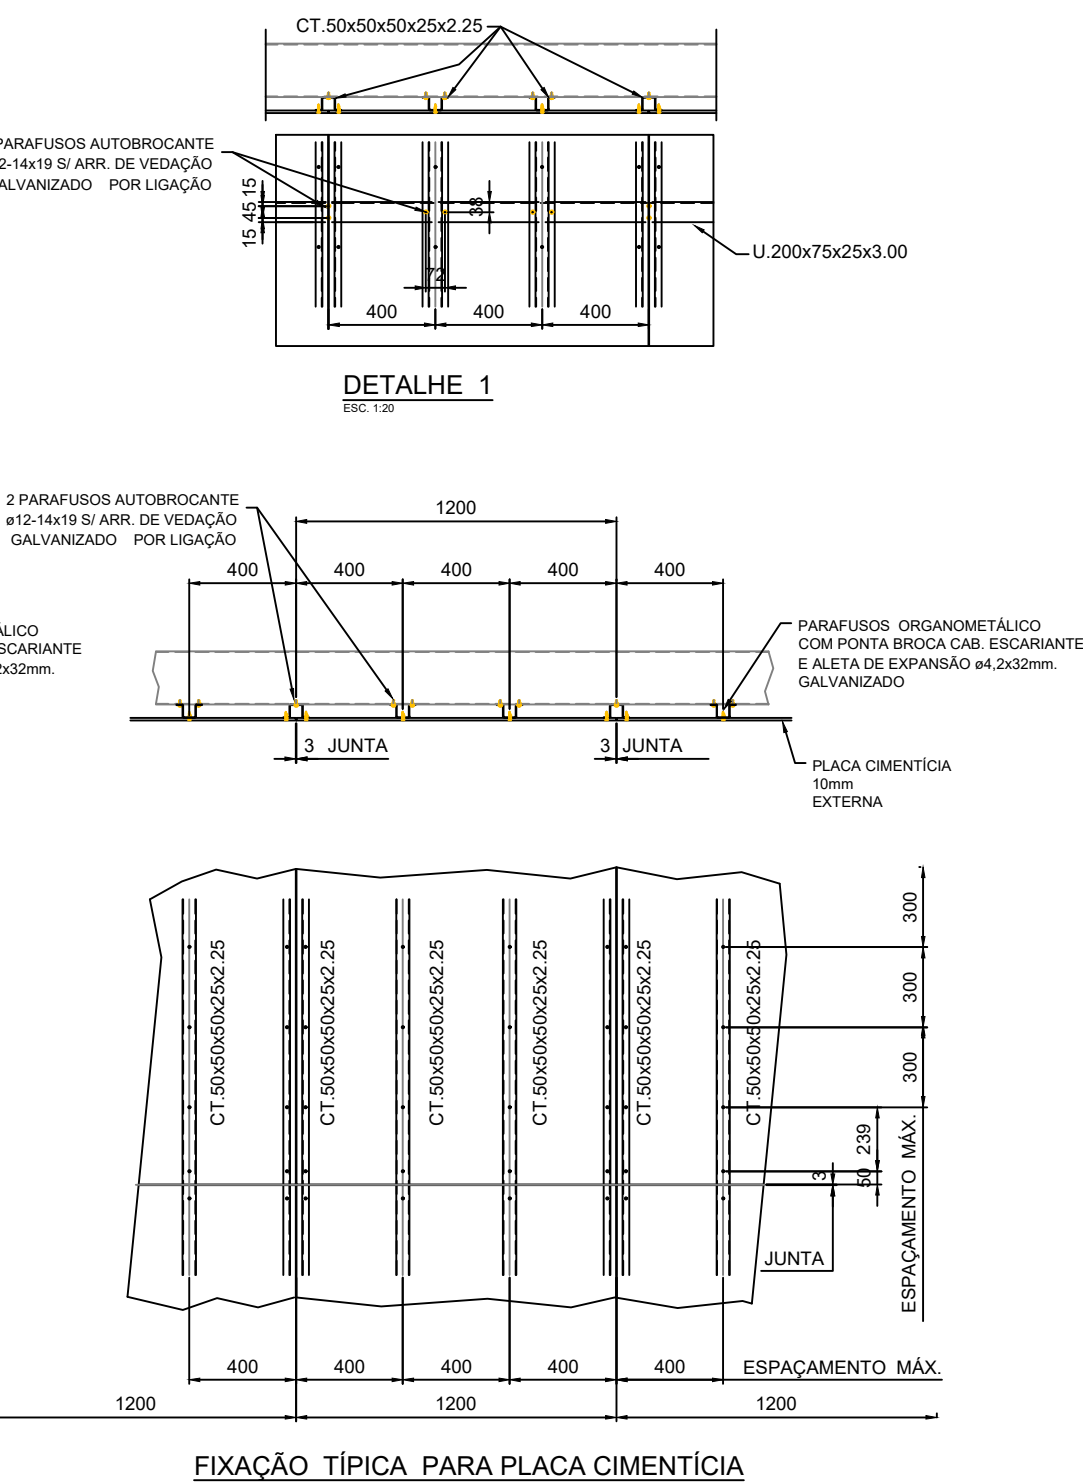 CT.50x50x50x25x2.25
PARAFUSOS AUTOBROCANTE
2-14x19 S/ ARR. DE VEDAÇÃO
ALVANIZADO POR LIGAÇÃO
15
45
15
38
72
U.200x75x25x3.00
400
400
400
DETALHE 1
ESC. 1:20
2 PARAFUSOS AUTOBROCANTE
ø12-14x19 S/ ARR. DE VEDAÇÃO
GALVANIZADO POR LIGAÇÃO
1200
400
400
400
400
400
ÁLICO
SCARIANTE
2x32mm.
PARAFUSOS ORGANOMETÁLICO
COM PONTA BROCA CAB. ESCARIANTE
E ALETA DE EXPANSÃO ø4,2x32mm.
GALVANIZADO
3 JUNTA
3 JUNTA
PLACA CIMENTÍCIA
10mm
EXTERNA
CT.50x50x50x25x2.25
CT.50x50x50x25x2.25
CT.50x50x50x25x2.25
CT.50x50x50x25x2.25
CT.50x50x50x25x2.25
CT.50x50x50x25x2.25
300
300
300
239
50
3
JUNTA
ESPAÇAMENTO MÁX.
400
400
400
400
400
ESPAÇAMENTO MÁX.
1200
1200
1200
FIXAÇÃO TÍPICA PARA PLACA CIMENTÍCIA